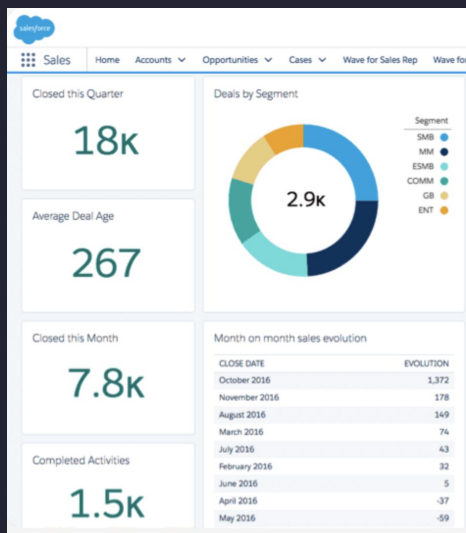 salesforce
Sales Home Accounts Opportunities Cases Wave for Sales Rep Wave for
Closed this Quarter
18K
Average Deal Age
267
Closed this Month
7.8K
Completed Activities
1.5K
Deals by Segment
2.9K
Segment
SMB
MM
ESMB
COMM
GB
ENT
Month on month sales evolution
CLOSE DATE EVOLUTION
October 2016 1,372
November 2016 178
August 2016 149
March 2016 74
July 2016 43
February 2016 32
June 2016 5
April 2016 -37
May 2016 -59